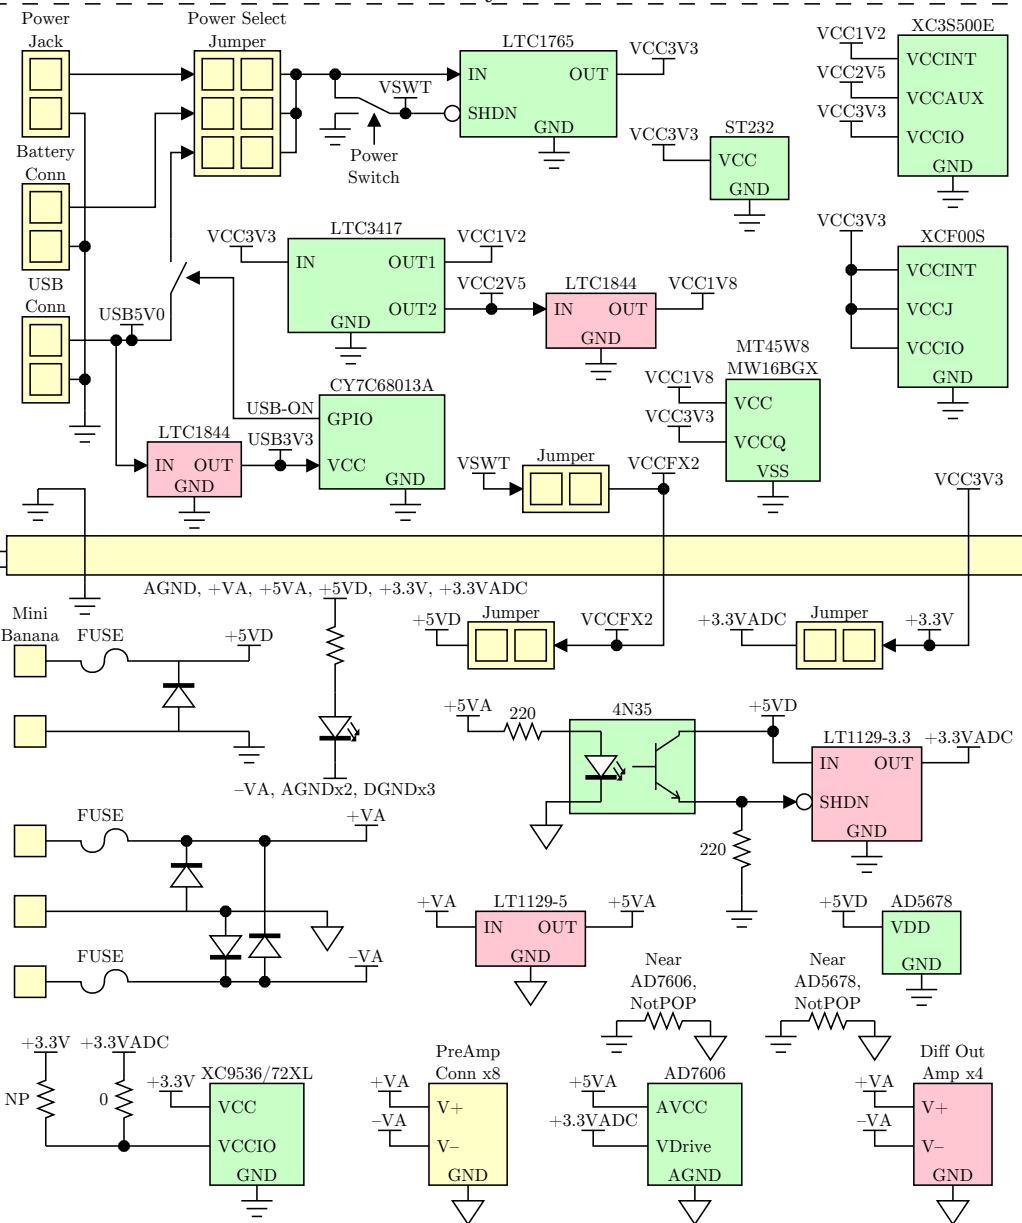 Power
Jack
Power Select
Jumper
LTC1765
IN
OUT
SHDN
GND
VCC3V3
VSWT
Power
Switch
XC3S500E
VCC1V2
VCCINT
VCC2V5
VCCAUX
VCC3V3
VCCIO
GND
ST232
VCC3V3
VCC
GND
Battery
Conn
USB
Conn
USB5V0
LTC3417
VCC3V3
IN
OUT1
VCC1V2
OUT2
VCC2V5
GND
LTC1844
IN
OUT
GND
VCC1V8
VCC3V3
XCF00S
VCCINT
VCCJ
VCCIO
GND
CY7C68013A
USB-ON
GPIO
VCC
GND
LTC1844
IN
OUT
GND
USB3V3
MT45W8
MW16BGX
VCC1V8
VCC
VCC3V3
VCCQ
VSS
VSWT
Jumper
VCCFX2
VCC3V3
AGND, +VA, +5VA, +5VD, +3.3V, +3.3VADC
Mini
Banana
FUSE
+5VD
+5VD
Jumper
VCCFX2
+3.3VADC
Jumper
+3.3V
–VA, AGNDx2, DGNDx3
+5VA
220
4N35
+5VD
LT1129-3.3
+3.3VADC
IN
OUT
SHDN
GND
220
FUSE
+VA
FUSE
–VA
+VA
LT1129-5
+5VA
IN
OUT
GND
+5VD
AD5678
VDD
GND
Near
AD7606,
NotPOP
Near
AD5678,
NotPOP
+3.3V
+3.3VADC
NP
0
+3.3V
XC9536/72XL
VCC
VCCIO
GND
PreAmp
Conn x8
+VA
V+
–VA
V–
GND
AD7606
+5VA
AVCC
+3.3VADC
VDrive
AGND
Diff Out
Amp x4
+VA
V+
–VA
V–
GND